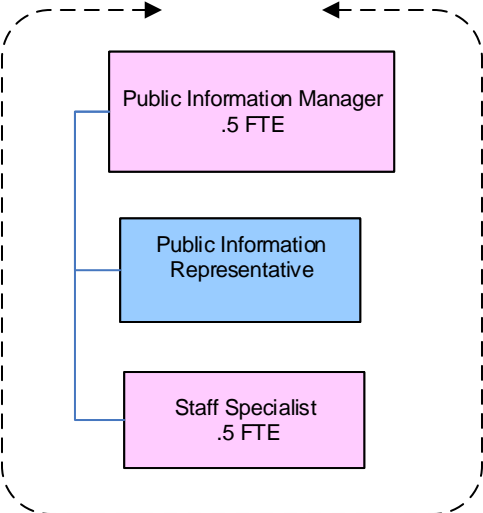 Public Information Manager
.5 FTE
Public Information
Representative
Staff Specialist
.5 FTE